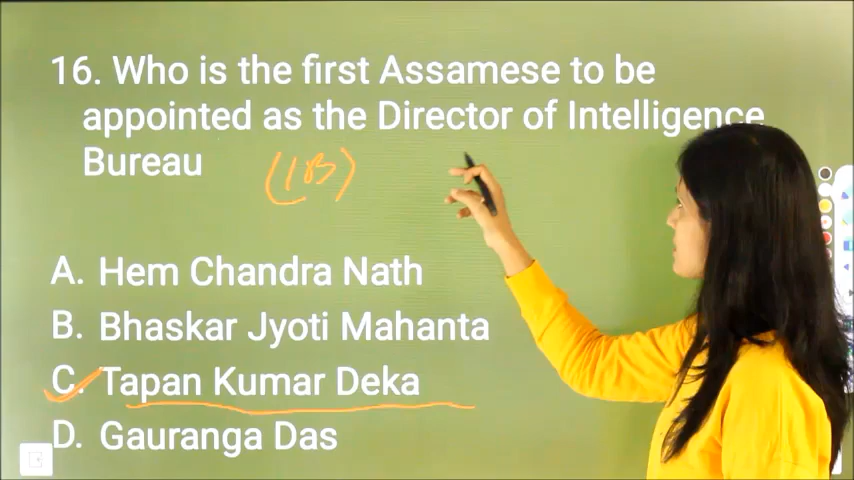 16. Who is the first Assamese to be
appointed as the Director of Intelligence
Bureau (IB)
A. Hem Chandra Nath
B. Bhaskar Jyoti Mahanta
C. Tapan Kumar Deka
D. Gauranga Das